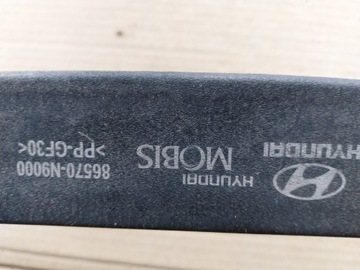 HYUNDAI
HYUNDAI
MOBIS
86570-N9000
>PP-GF30<